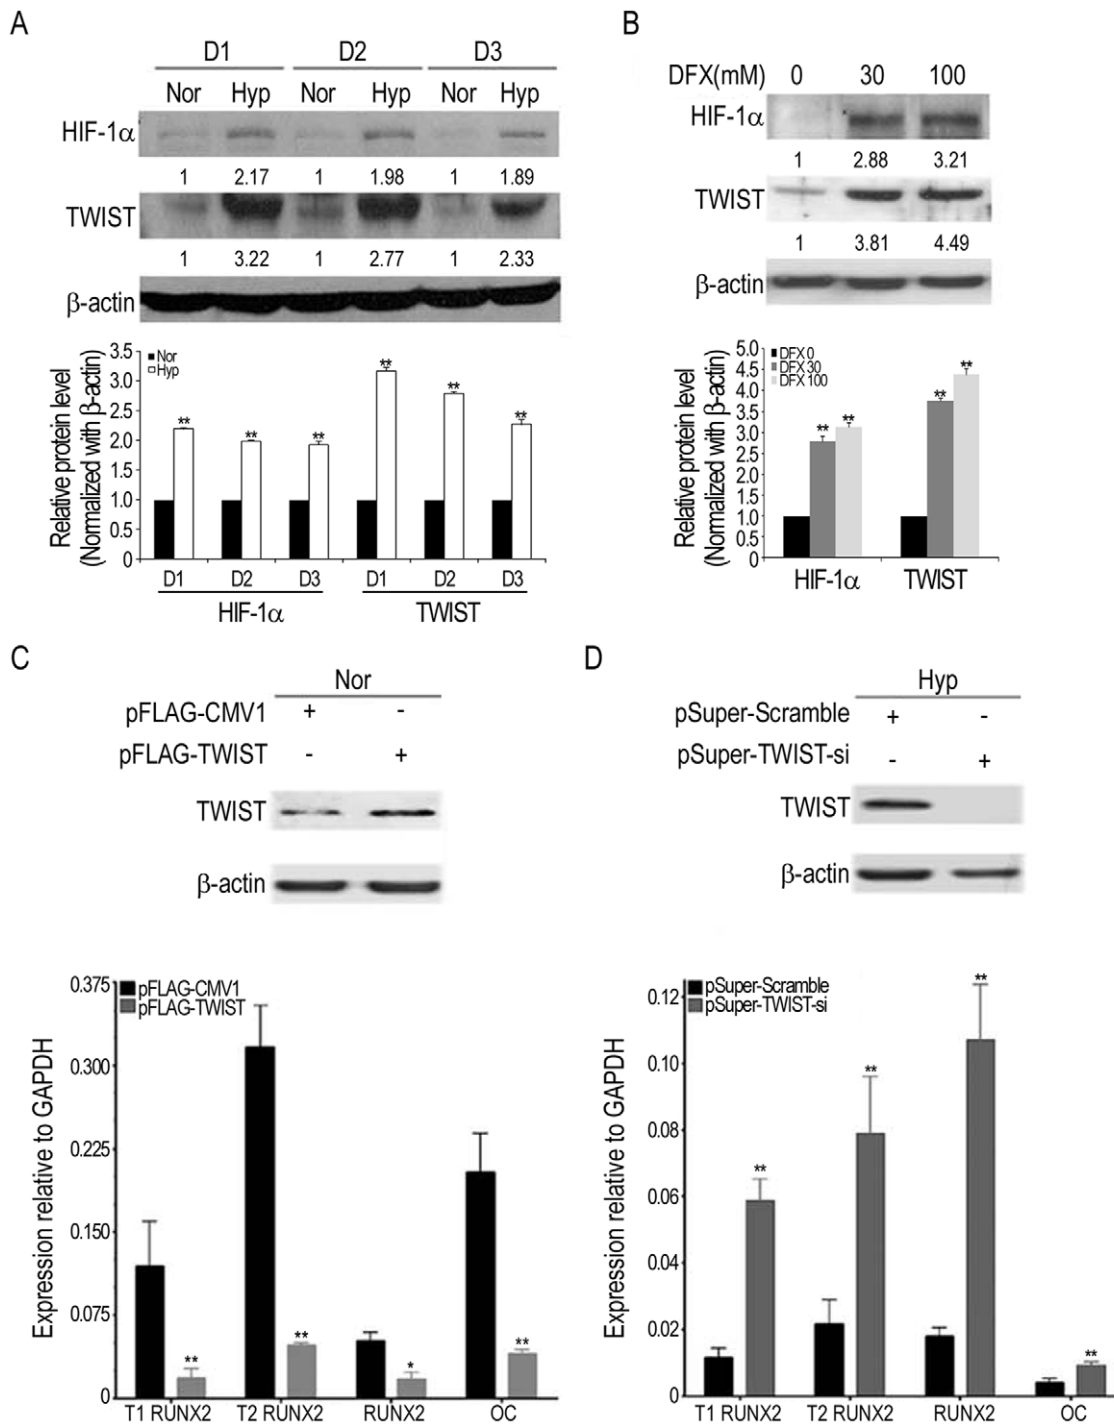 A
D1 D2 D3
Nor Hyp Nor Hyp Nor Hyp
HIF-1α
1 2.17 1 1.98 1 1.89
TWIST
1 3.22 1 2.77 1 2.33
β-actin
Relative protein level
(Normalized with β-actin)
3.5
3.0
2.5
2.0
1.0
0.5
0
Nor
Hyp
** ** ** ** ** **
D1 D2 D3 D1 D2 D3
HIF-1α TWIST
B
DFX(mM) 0 30 100
HIF-1α
1 2.88 3.21
TWIST
1 3.81 4.49
β-actin
Relative protein level
(Normalized with β-actin)
5.0
4.5
4.0
3.5
3.0
2.5
2.0
1.5
1.0
0.5
0
DFX 0
DFX 30
DFX 100
** ** ** **
HIF-1α TWIST
C
Nor
pFLAG-CMV1 + -
pFLAG-TWIST - +
TWIST
β-actin
Expression relative to GAPDH
0.375
0.300
0.225
0.150
0.075
0
pFLAG-CMV1
pFLAG-TWIST
** ** * **
T1 RUNX2 T2 RUNX2 RUNX2 OC
D
Hyp
pSuper-Scramble + -
pSuper-TWIST-si - +
TWIST
β-actin
Expression relative to GAPDH
0.12
0.10
0.08
0.06
0.04
0.02
0
pSuper-Scramble
pSuper-TWIST-si
** ** ** **
T1 RUNX2 T2 RUNX2 RUNX2 OC